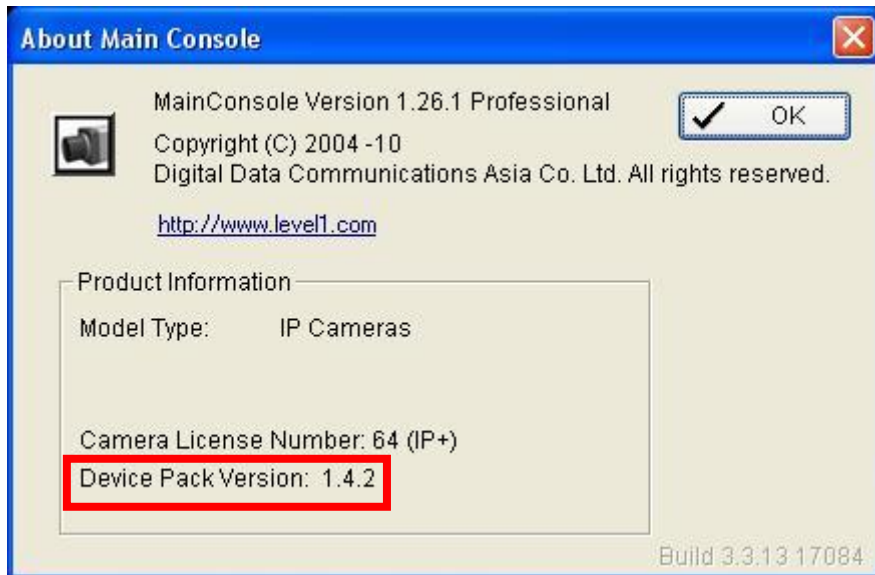 About Main Console
MainConsole Version 1.26.1 Professional
OK
Copyright (C) 2004 -10
Digital Data Communications Asia Co. Ltd. All rights reserved.
http://www.level1.com
Product Information
Model Type: IP Cameras
Camera License Number: 64 (IP+)
Device Pack Version: 1.4.2
Build 3.3.13 17084